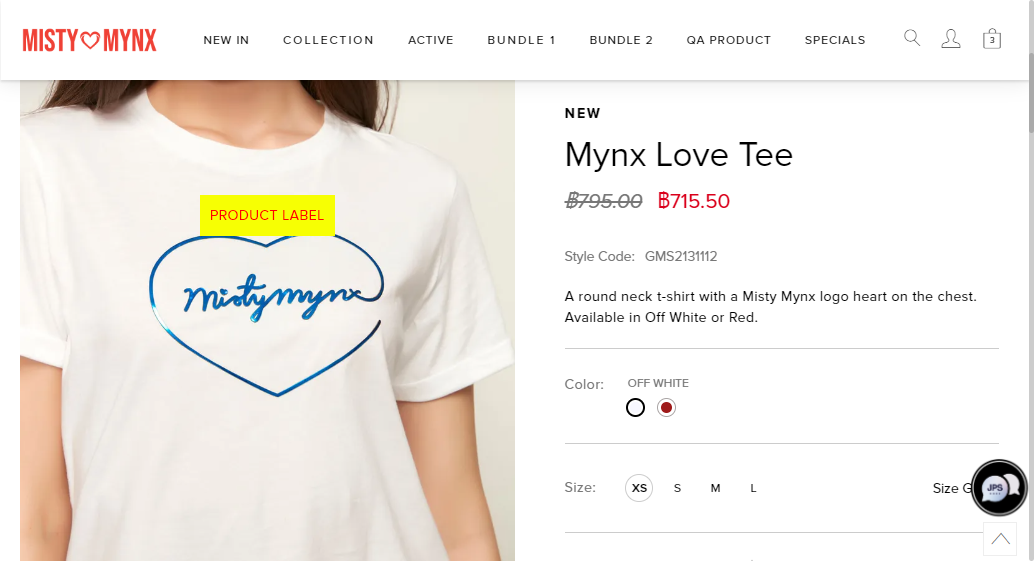 MISTY MYNX
NEW IN
COLLECTION
ACTIVE
BUNDLE 1
BUNDLE 2
QA PRODUCT
SPECIALS
3
PRODUCT LABEL
mistymynx
NEW
Mynx Love Tee
฿795.00 ฿715.50
Style Code: GMS2131112
A round neck t-shirt with a Misty Mynx logo heart on the chest.
Available in Off White or Red.
Color: OFF WHITE
Size: XS S M L
Size G
JPS